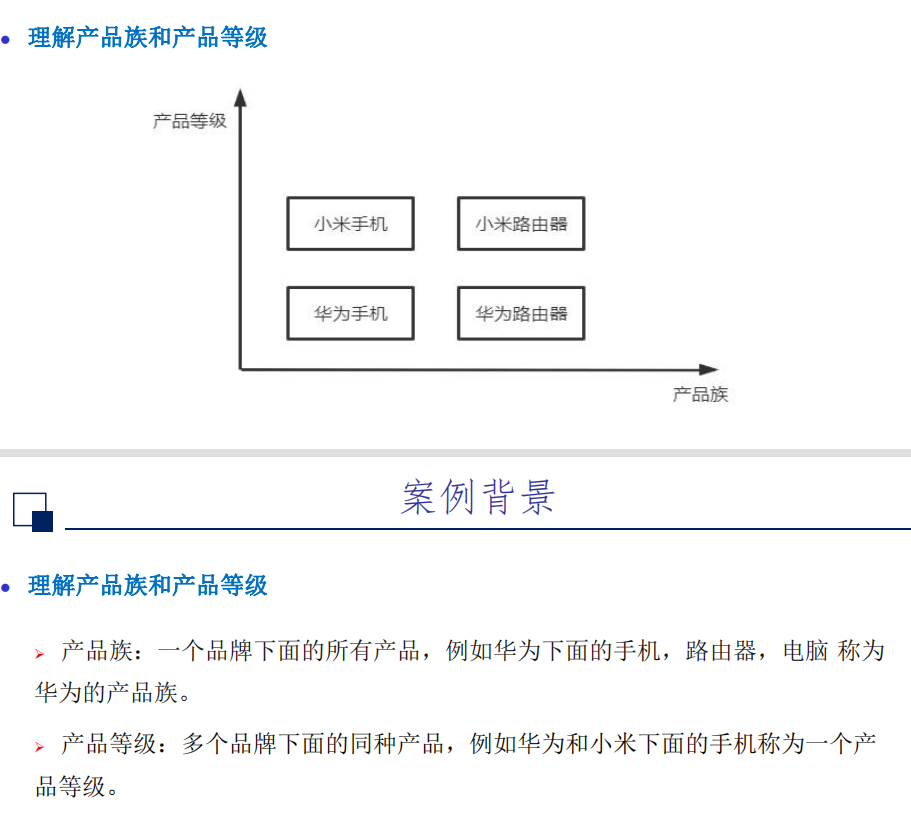 理解产品族和产品等级
产品等级
小米手机
小米路由器
华为手机
华为路由器
产品族
案例背景
理解产品族和产品等级
产品族：一个品牌下面的所有产品，例如华为下面的手机，路由器，电脑 称为
华为的产品族。
产品等级：多个品牌下面的同种产品，例如华为和小米下面的手机称为一个产
品等级。